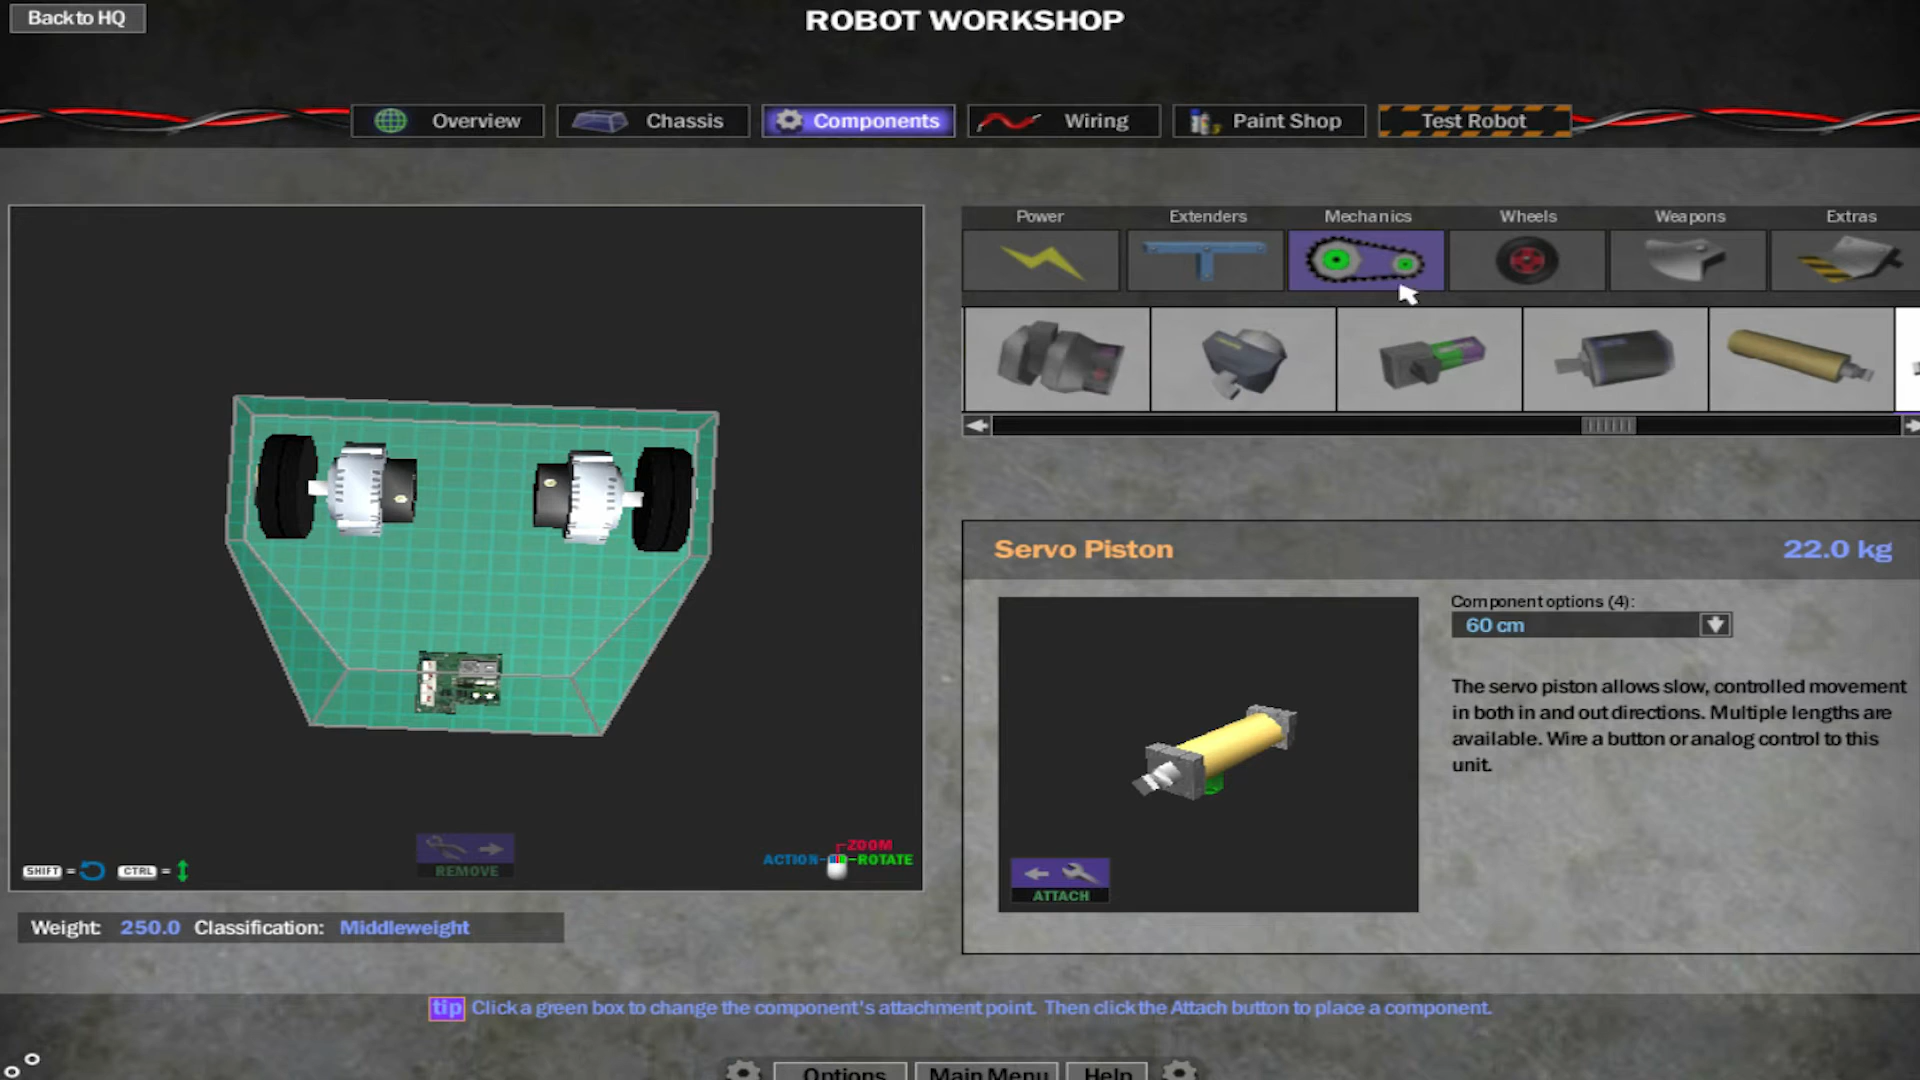 Back to HQ
ROBOT WORKSHOP
Overview
Chassis
Components
Wiring
Paint Shop
Test Robot
Power
Extenders
Mechanics
Wheels
Weapons
Extras
Servo Piston
22.0 kg
Component options (4):
60 cm
The servo piston allows slow, controlled movement
in both in and out directions. Multiple lengths are
available. Wire a button or analog control to this
unit.
ATTACH
REMOVE
SHIFT =
CTRL =
ZOOM
ACTION
ROTATE
Weight: 250.0 Classification: Middleweight
tip Click a green box to change the component's attachment point. Then click the Attach button to place a component.
Options
Main Menu
Help